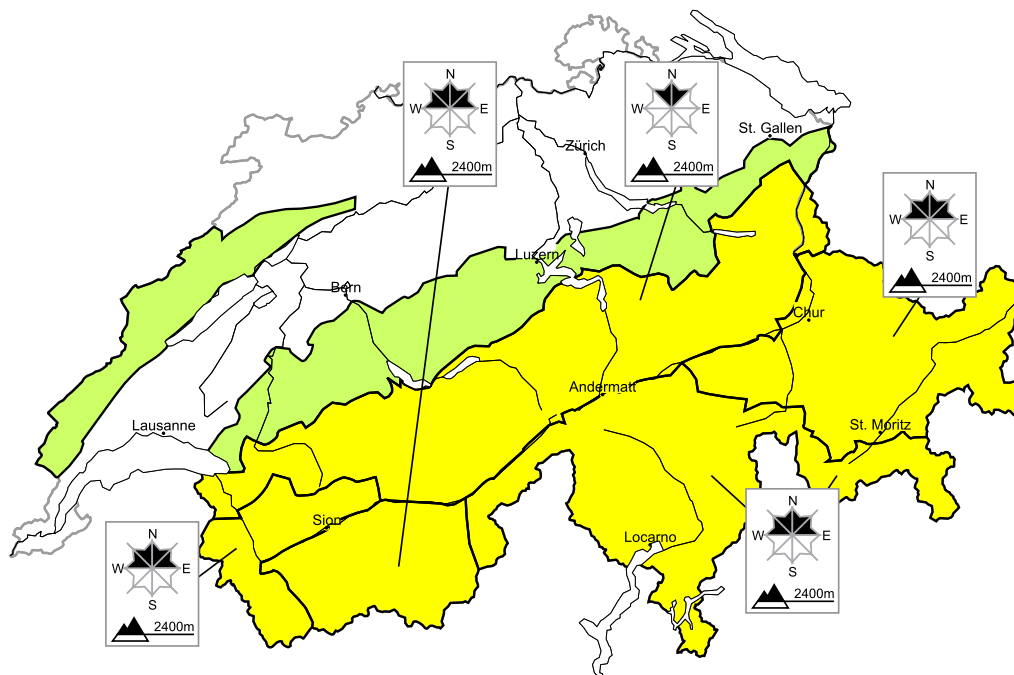 N
W E
S
2400m
N
W E
S
2400m
St. Gallen
Zürich
N
W E
S
2400m
Luzern
Bern
Chur
Andermatt
Lausanne
St. Moritz
Sion
Locarno
N
W E
S
2400m
N
W E
S
2400m